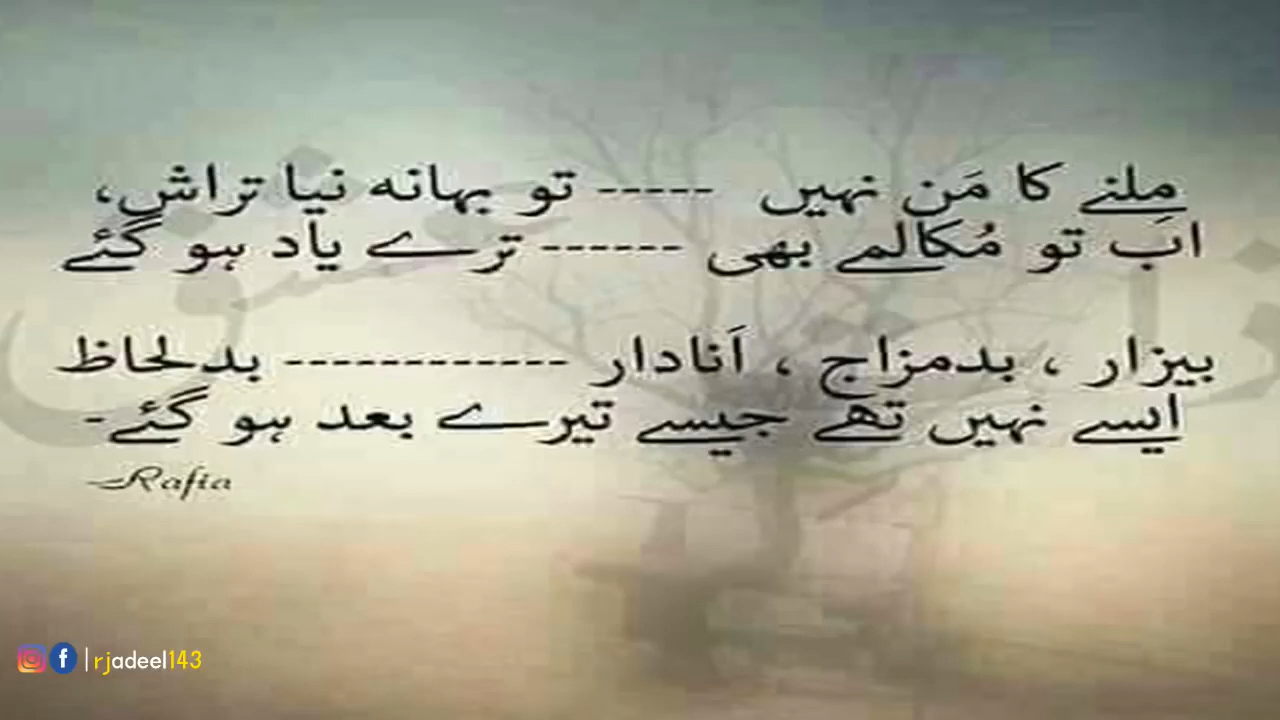 مِلنے کا مَن نہیں ----- تو بہانہ نیا تراش،
اب تو مُکالمے بھی ------ ترے یاد ہو گئے
بیزار ، بدمزاج ، اَنادار ------------ بدلحاظ
ایسے نہیں تھے جیسے تیرے بعد ہو گئے-
-Rafia
|rjadeel143